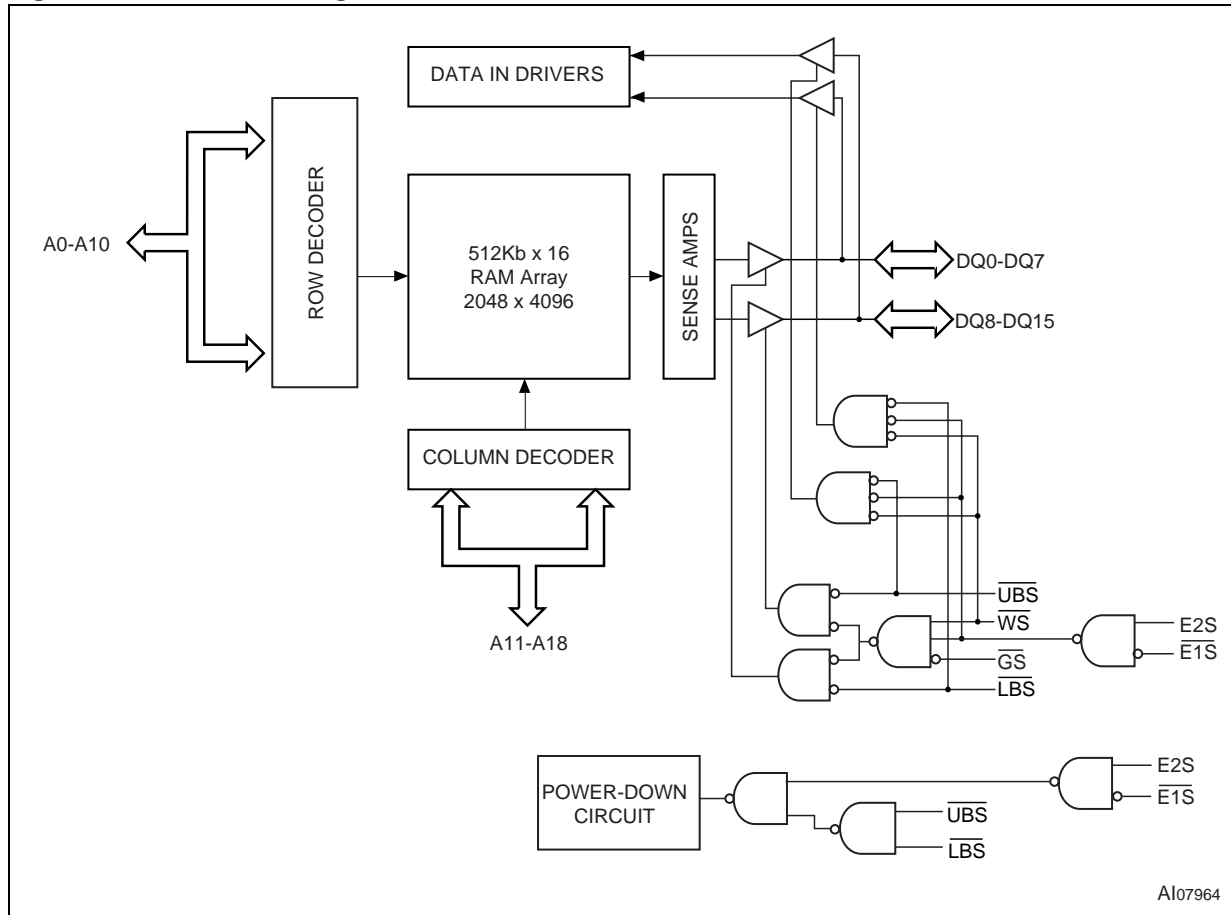 DATA IN DRIVERS
ROW DECODER
A0-A10
512Kb x 16
RAM Array
2048 x 4096
SENSE AMPS
DQ0-DQ7
DQ8-DQ15
COLUMN DECODER
A11-A18
UBS
WS
GS
LBS
E2S
E1S
POWER-DOWN
CIRCUIT
UBS
LBS
E2S
E1S
AI07964